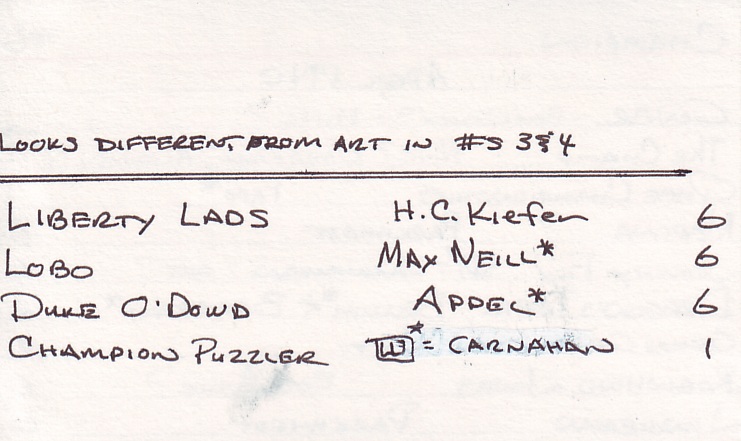 LOOKS DIFFERENT FROM ART IN #S 3 & 4
LIBERTY LADS H.C. Kiefer 6
LOBO MAX NEILL* 6
DUKE O'DOWD APPEL* 6
CHAMPION PUZZLER W* = CARNAHAN 1